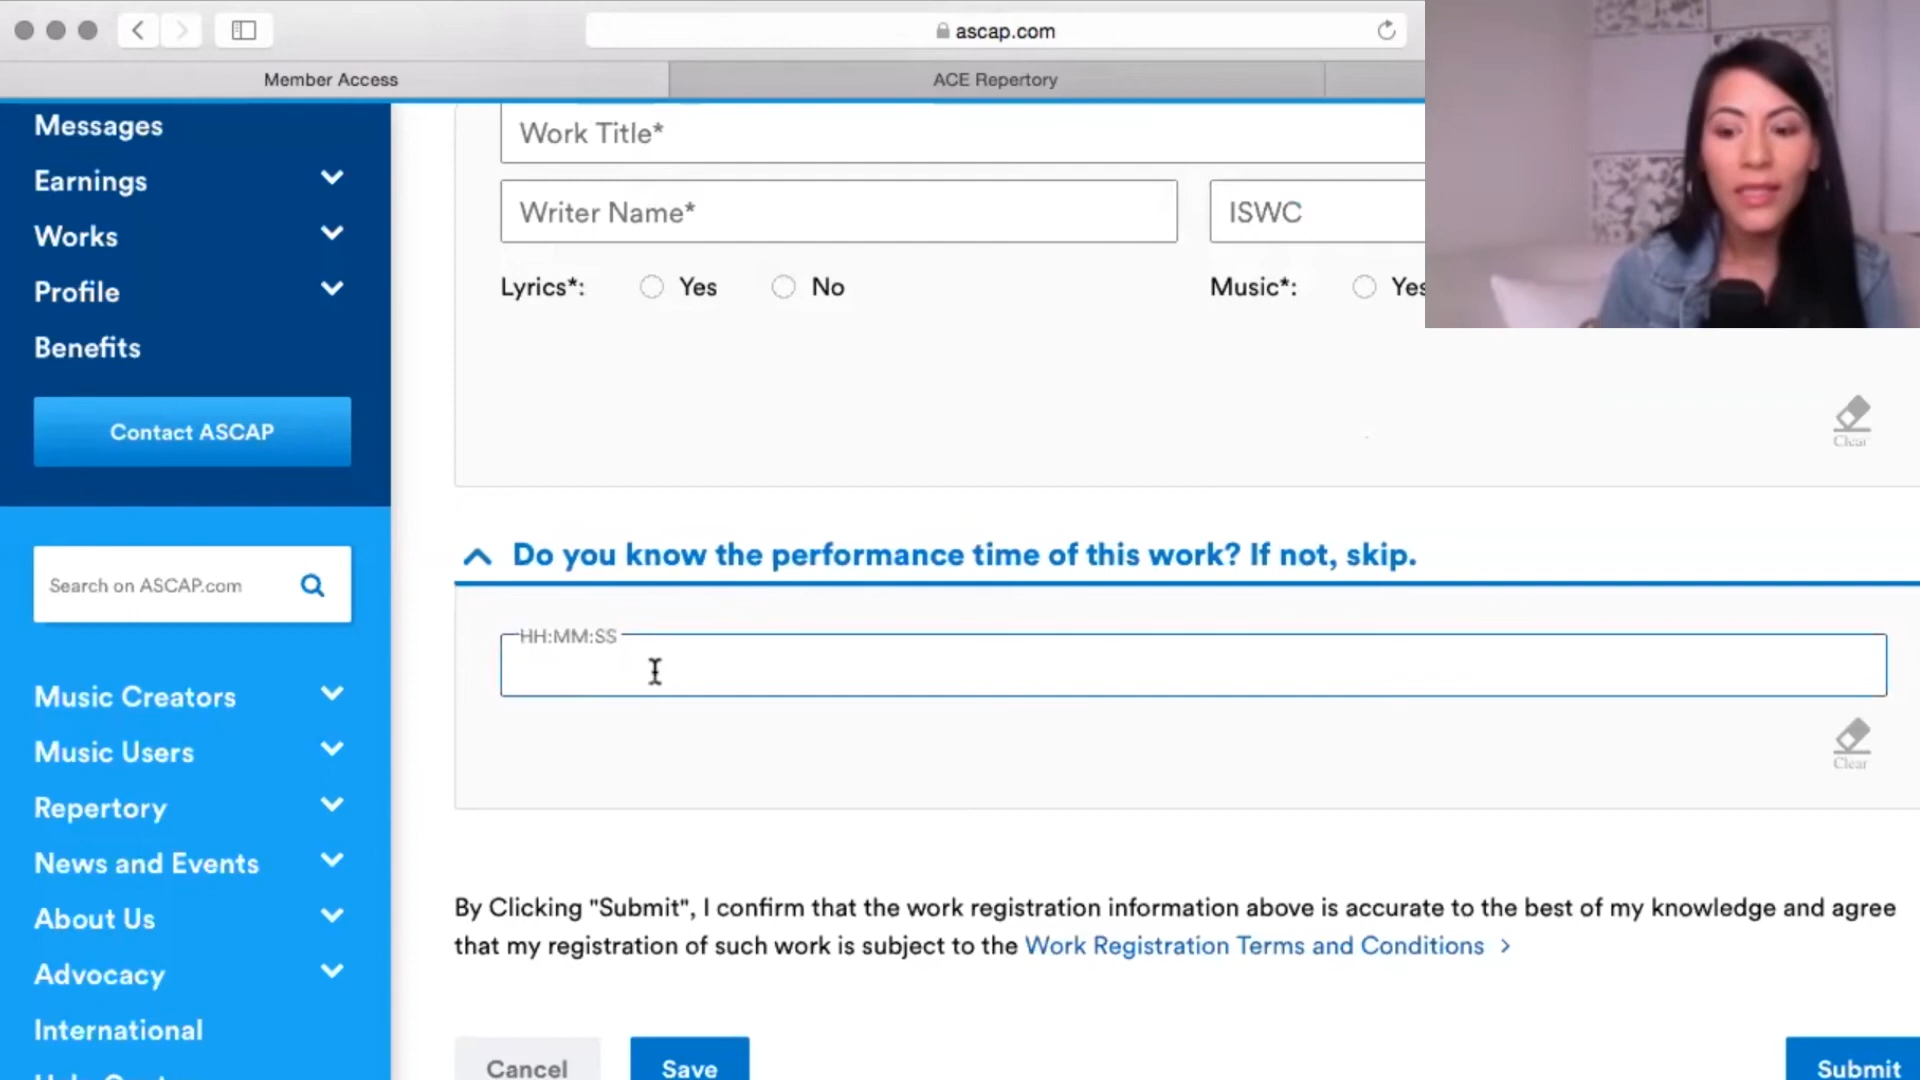 ascap.com
Member Access
ACE Repertory
Messages
Earnings
Works
Profile
Benefits
Contact ASCAP
Search on ASCAP.com
Music Creators
Music Users
Repertory
News and Events
About Us
Advocacy
International
Work Title*
Writer Name*
ISWC
Lyrics*: Yes No
Music*: Yes
Clear
Do you know the performance time of this work? If not, skip.
HH:MM:SS
Clear
By Clicking "Submit", I confirm that the work registration information above is accurate to the best of my knowledge and agree
that my registration of such work is subject to the Work Registration Terms and Conditions >
Cancel
Save
Submit